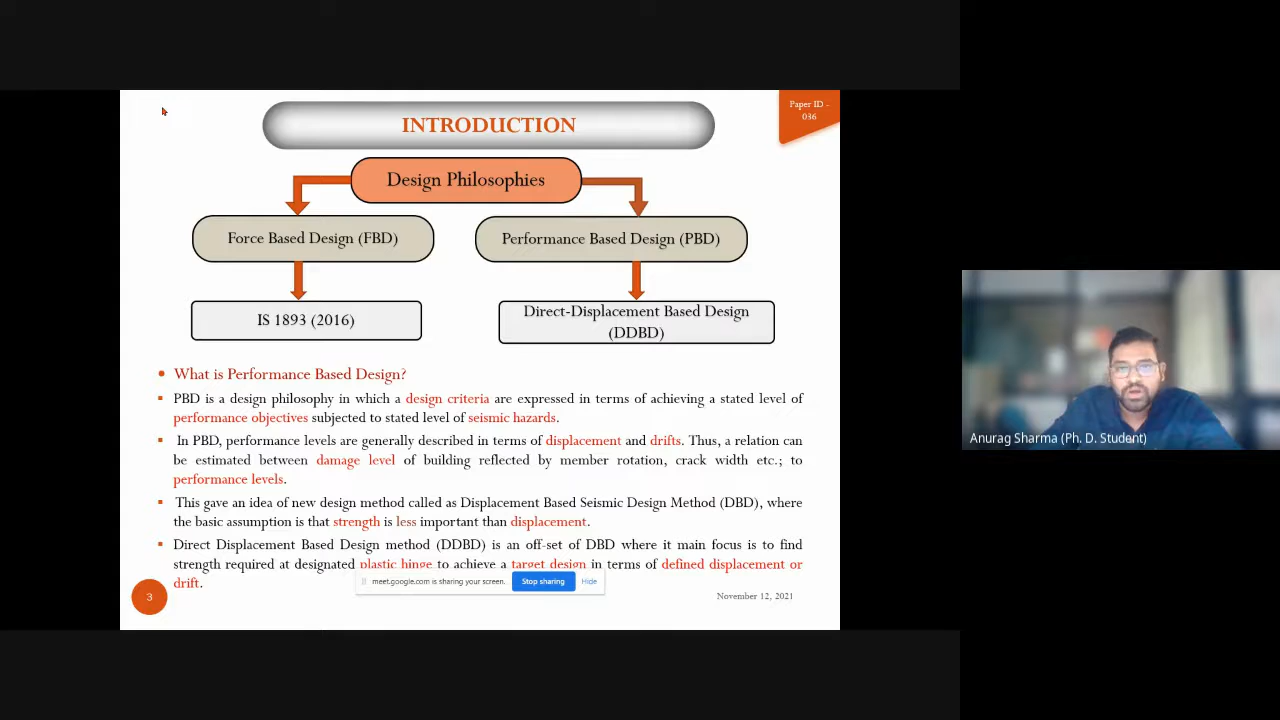 INTRODUCTION
Paper ID -
036
Design Philosophies
Force Based Design (FBD)
Performance Based Design (PBD)
IS 1893 (2016)
Direct-Displacement Based Design
(DDBD)
• What is Performance Based Design?
▪ PBD is a design philosophy in which a design criteria are expressed in terms of achieving a stated level of
performance objectives subjected to stated level of seismic hazards.
▪ In PBD, performance levels are generally described in terms of displacement and drifts. Thus, a relation can
be estimated between damage level of building reflected by member rotation, crack width etc.; to
performance levels.
▪ This gave an idea of new design method called as Displacement Based Seismic Design Method (DBD), where
the basic assumption is that strength is less important than displacement.
▪ Direct Displacement Based Design method (DDBD) is an off-set of DBD where it main focus is to find
strength required at designated plastic hinge to achieve a target design in terms of defined displacement or
drift.
meet.google.com is sharing your screen. Stop sharing Hide
3
November 12, 2021
Anurag Sharma (Ph. D. Student)